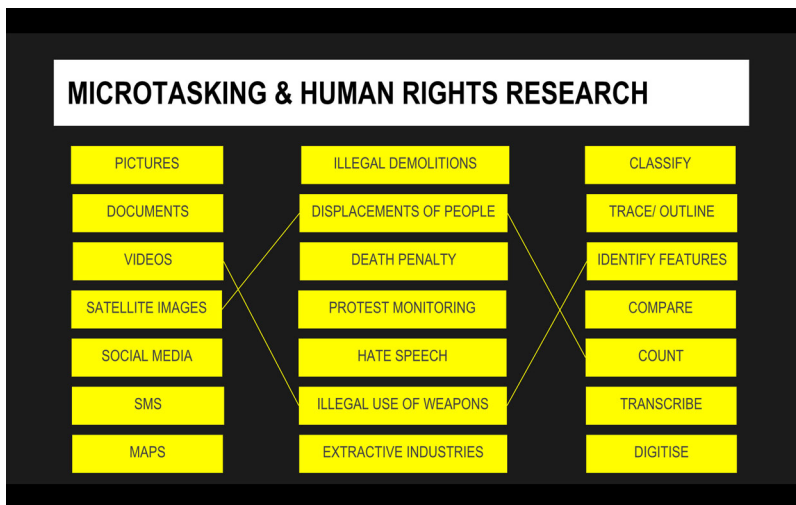 MICROTASKING & HUMAN RIGHTS RESEARCH
PICTURES
ILLEGAL DEMOLITIONS
CLASSIFY
DOCUMENTS
DISPLACEMENTS OF PEOPLE
TRACE/ OUTLINE
VIDEOS
DEATH PENALTY
IDENTIFY FEATURES
SATELLITE IMAGES
PROTEST MONITORING
COMPARE
SOCIAL MEDIA
HATE SPEECH
COUNT
SMS
ILLEGAL USE OF WEAPONS
TRANSCRIBE
MAPS
EXTRACTIVE INDUSTRIES
DIGITISE